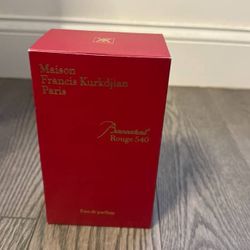 Maison
Francis Kurkdjian
Paris
Baccarat
Rouge 540
Eau de parfum